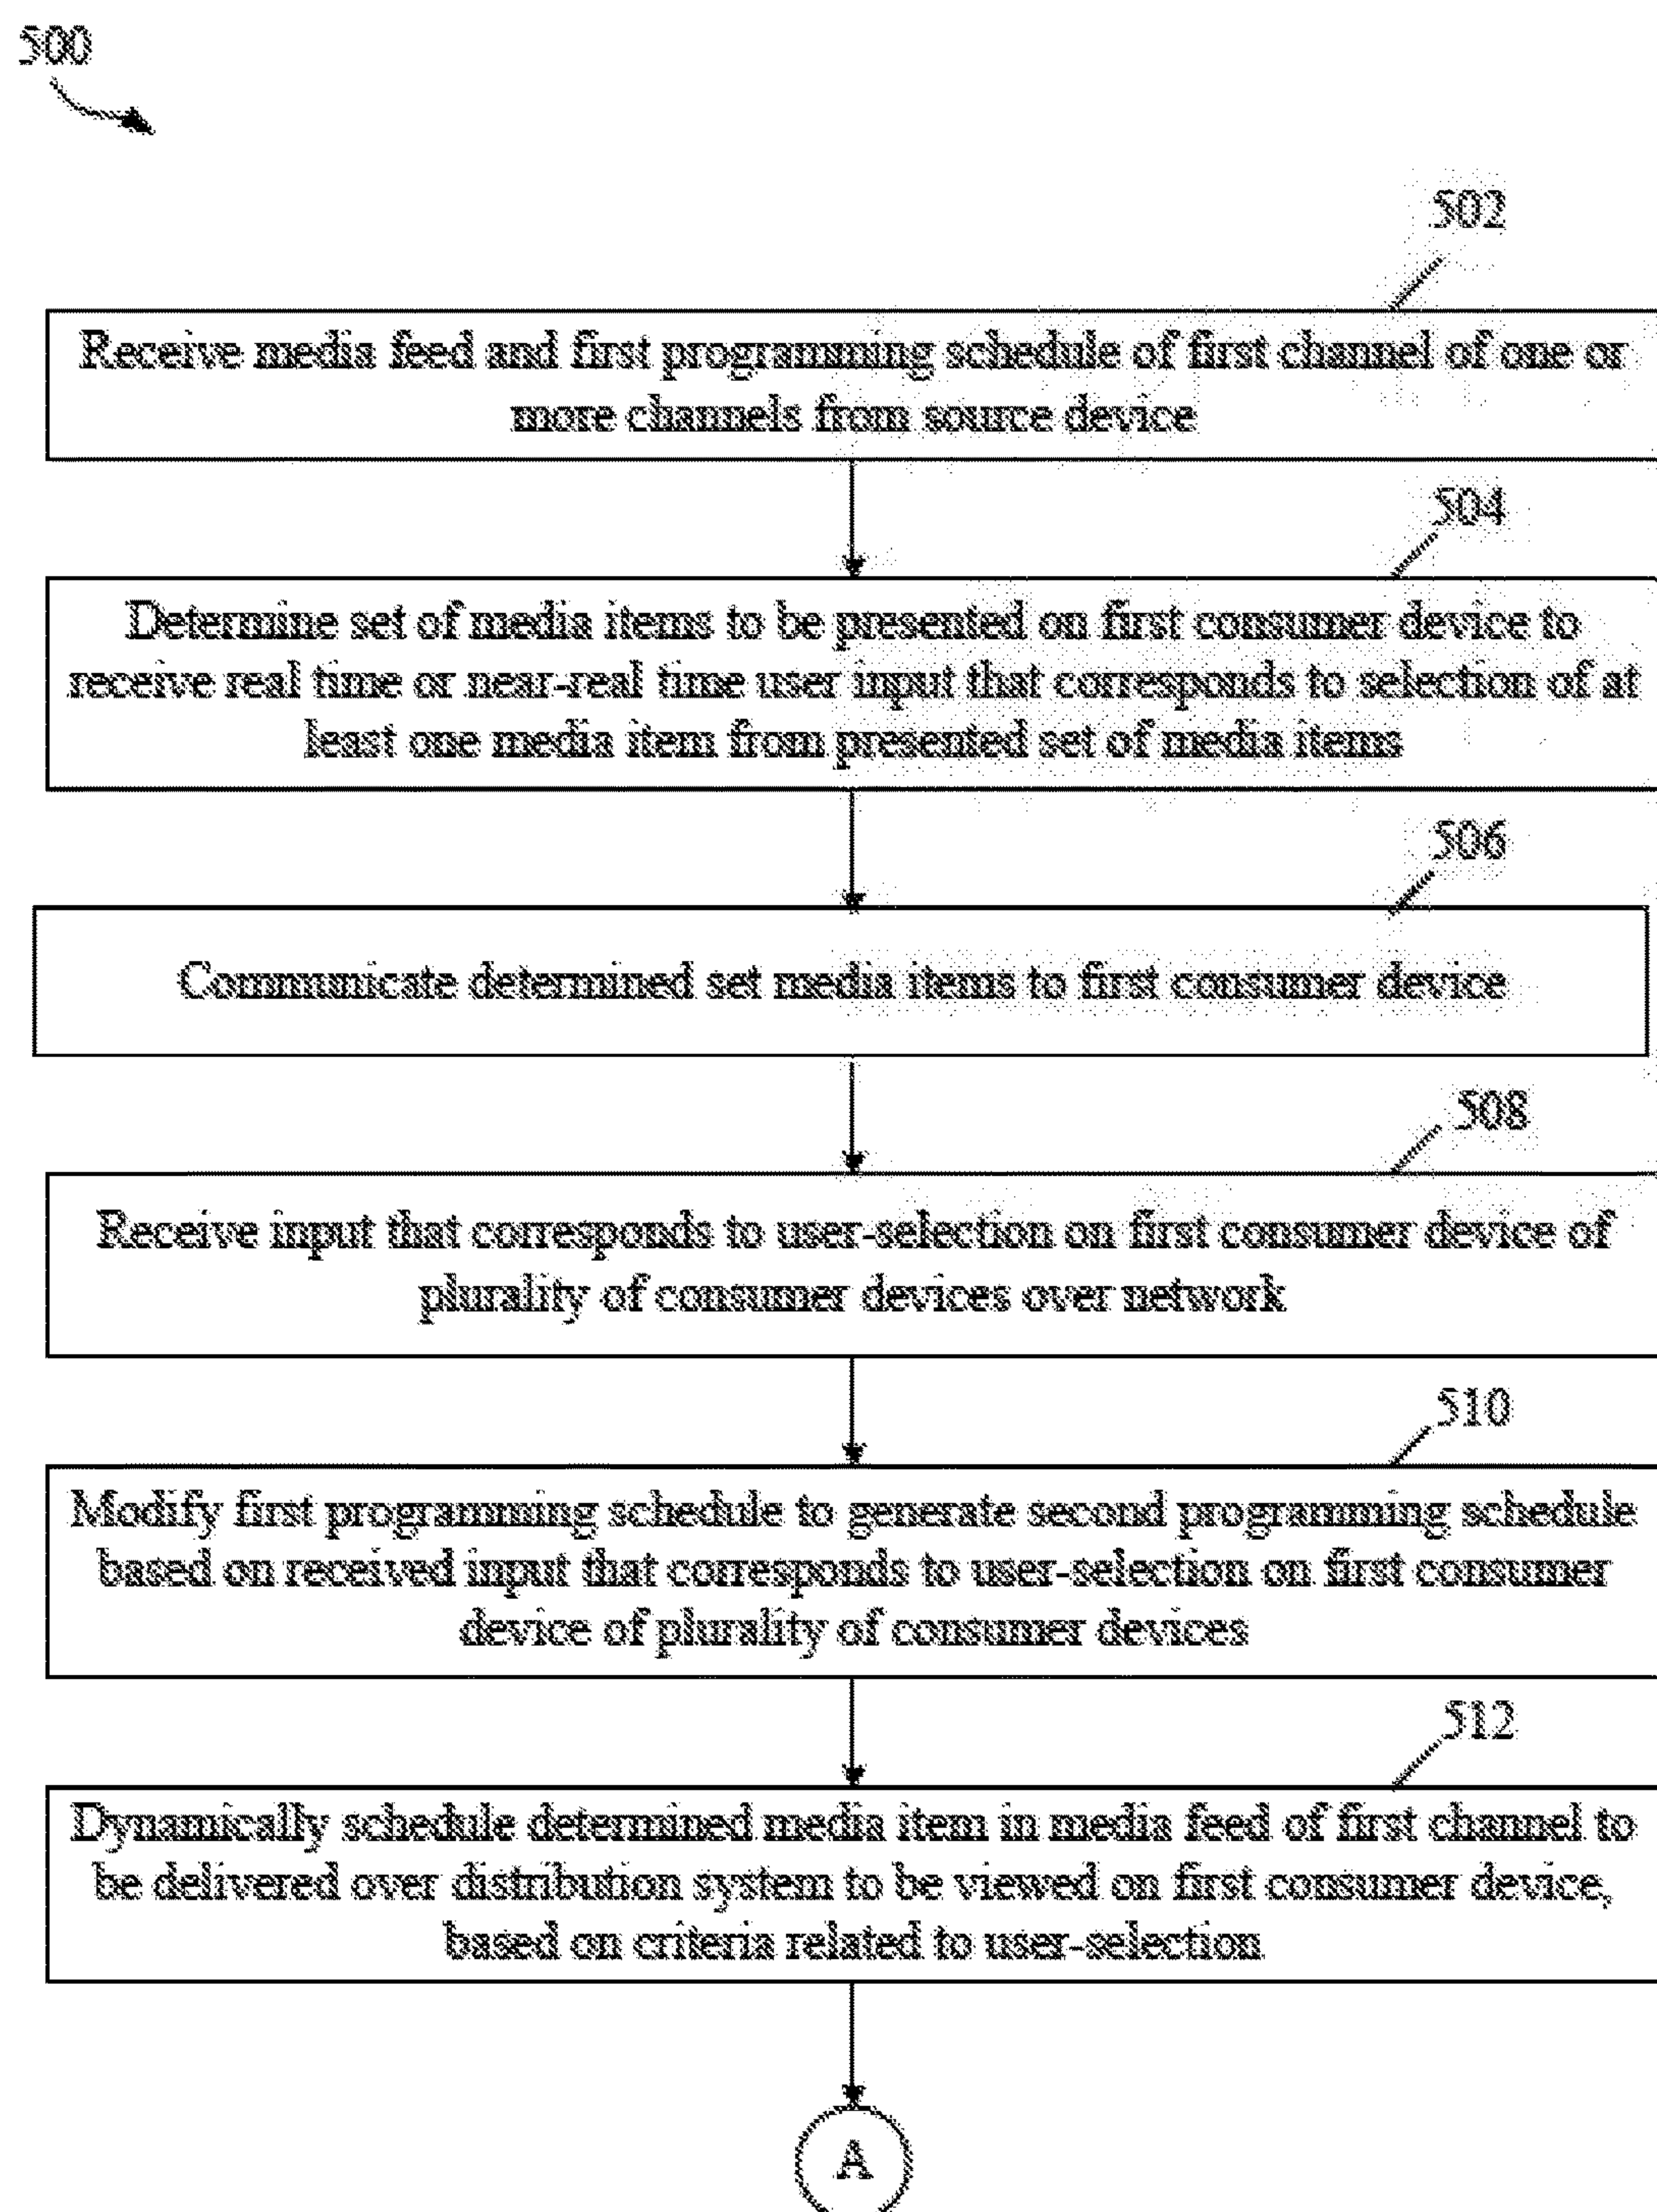 500
502
Receive media feed and first programming schedule of first channel of one or
more channels from source device
504
Determine set of media items to be presented on first consumer device to
receive real time or near-real time user input that corresponds to selection of at
least one media item from presented set of media items
506
Communicate determined set media items to first consumer device
508
Receive input that corresponds to user-selection on first consumer device of
plurality of consumer devices over network
510
Modify first programming schedule to generate second programming schedule
based on received input that corresponds to user-selection on first consumer
device of plurality of consumer devices
512
Dynamically schedule determined media item in media feed of first channel to
be delivered over distribution system to be viewed on first consumer device,
based on criteria related to user-selection
A